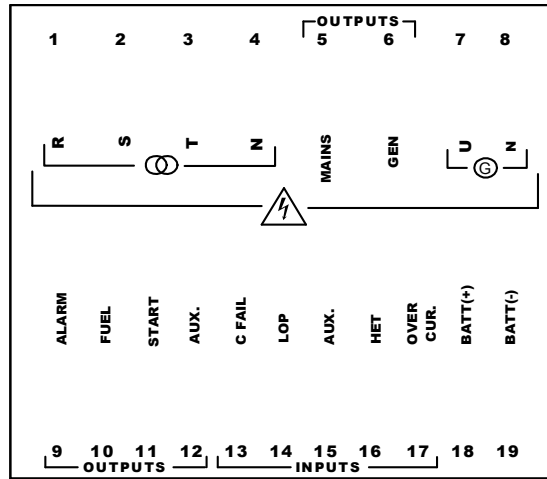 OUTPUTS
1 2 3 4 5 6 7 8
R S T N MAINS GEN U N
G
ALARM FUEL START AUX. C FAIL LOP AUX. HET OVER CUR. BATT(+) BATT(-)
9 10 11 12 13 14 15 16 17 18 19
OUTPUTS INPUTS